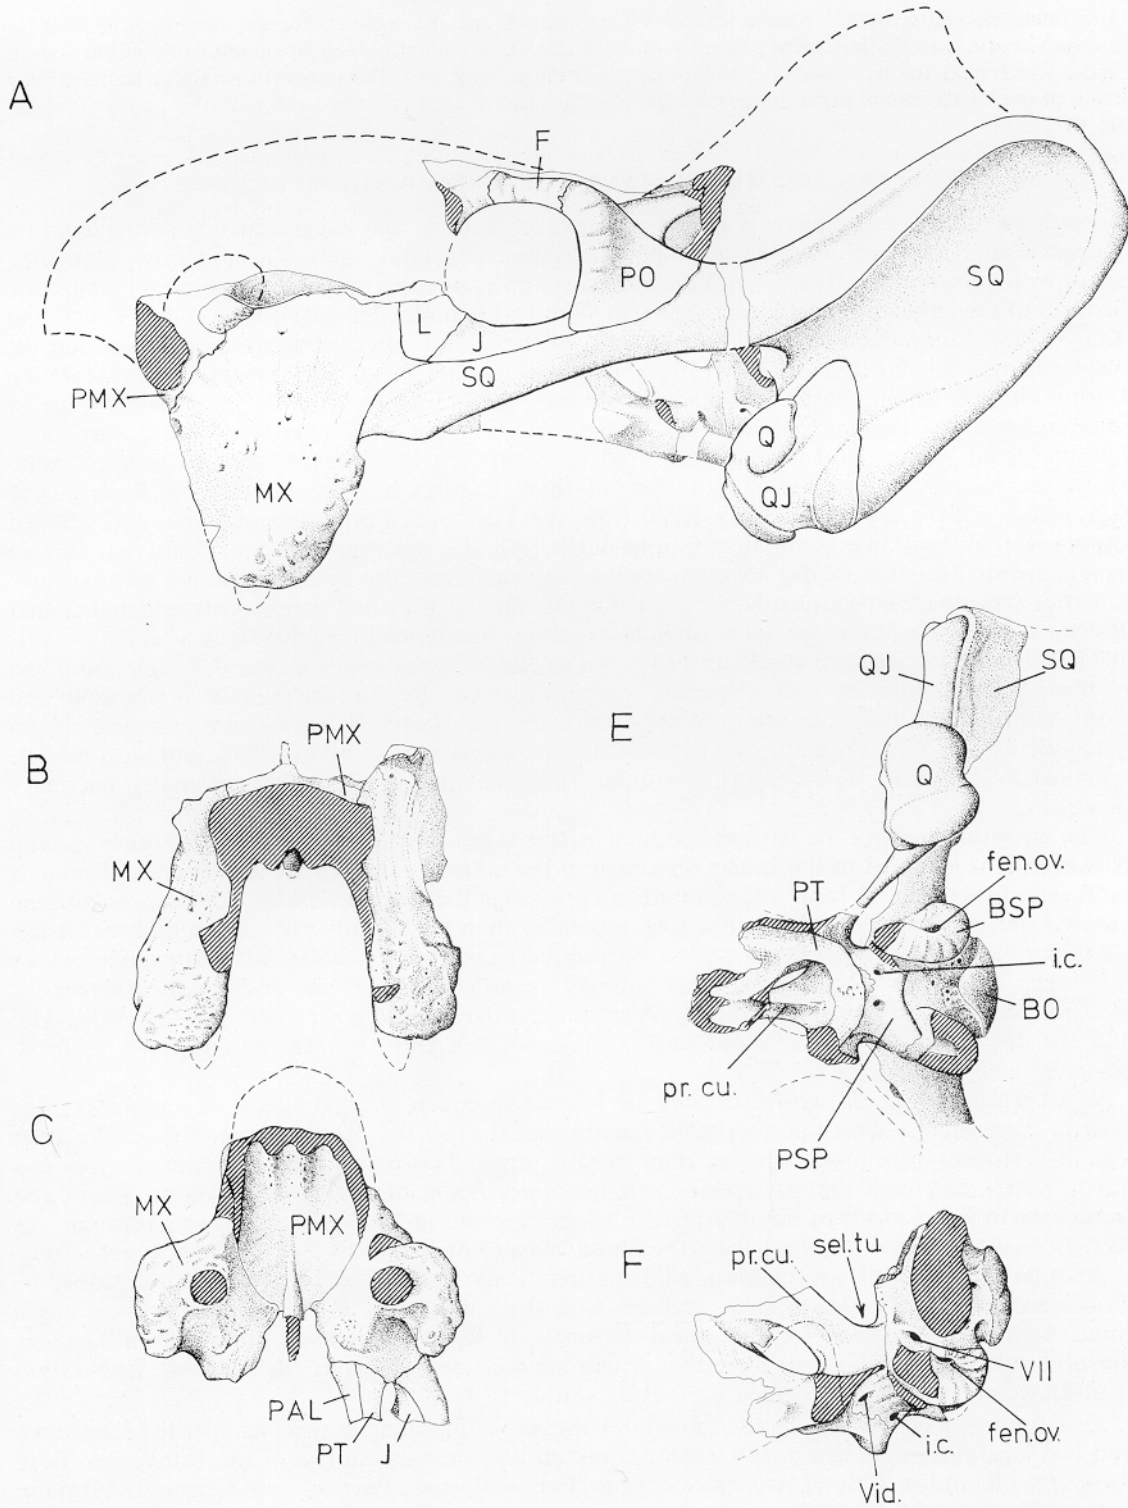 A
F
PO
SQ
L
J
SQ
PMX
Q
QJ
MX
QJ
SQ
E
PMX
B
Q
MX
fen.ov.
PT
BSP
i.c.
BO
pr. cu.
C
PSP
MX
PMX
F
pr.cu.
sel.tu.
VII
PAL
PT
J
fen.ov.
i.c.
Vid.